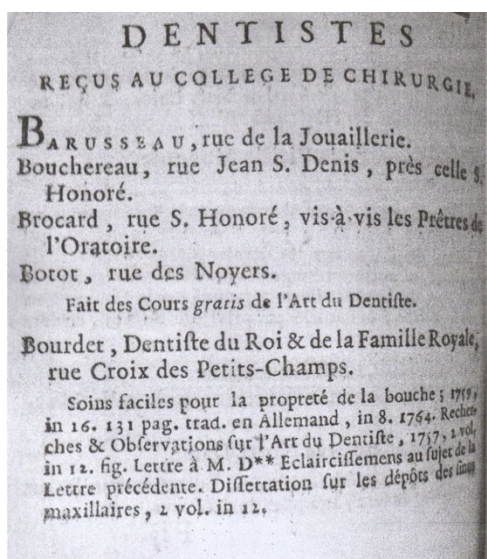 DENTISTES
REÇUS AU COLLEGE DE CHIRURGIE,
BARUSSEAU, rue de la Jouaillerie.
Bouchereau, rue Jean S. Denis, près celle S.
Honoré.
Brocard, rue S. Honoré, vis-à-vis les Prêtres de
l'Oratoire.
Botot, rue des Noyers.
Fait des Cours gratis de l'Art du Dentiſte.
Bourdet, Dentiſte du Roi & de la Famille Royale,
rue Croix des Petits-Champs.
Soins faciles pour la propreté de la bouche; 1759,
in 16. 131 pag. trad. en Allemand, in 8. 1764. Recher-
ches & Obſervations ſur l'Art du Dentiſte, 1757, 2 vol.
in 12. fig. Lettre à M. D** Eclairciſſemens au ſujet de la
Lettre précédente. Diſſertation ſur les dépôts des ſinus
maxillaires, 2 vol. in 12.